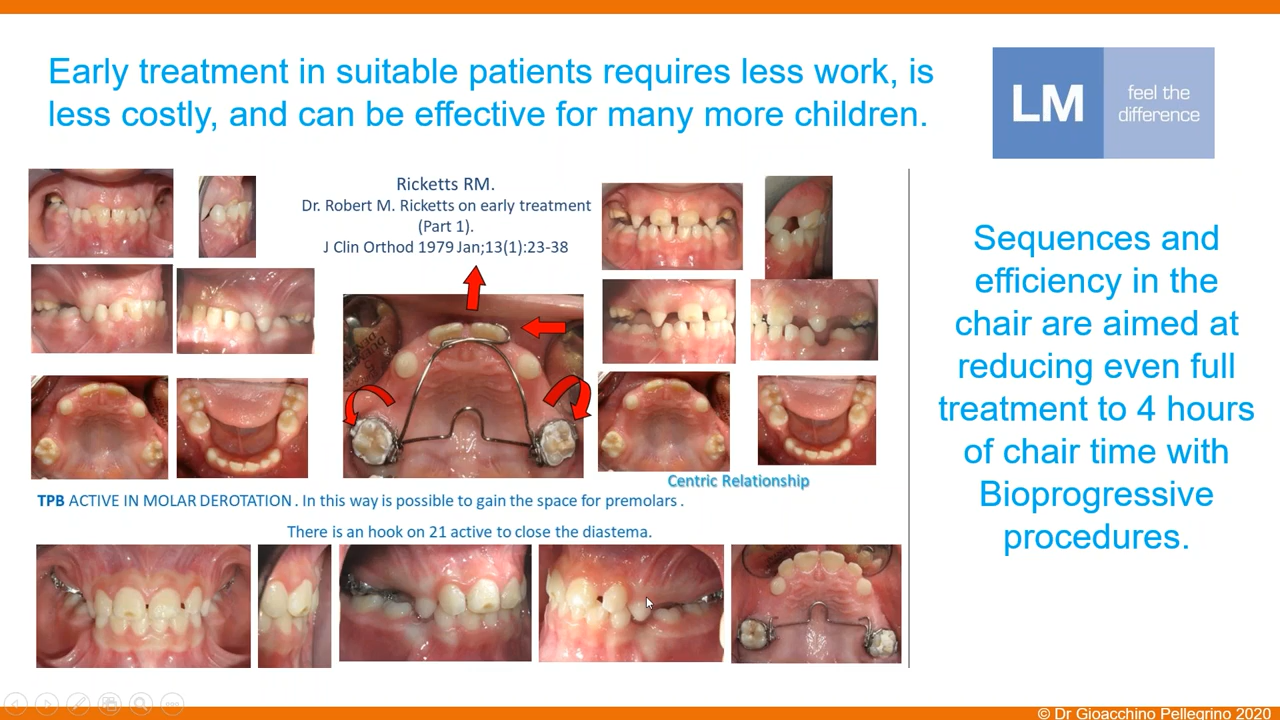 Early treatment in suitable patients requires less work, is
less costly, and can be effective for many more children.
LM
feel the
difference
Ricketts RM.
Dr. Robert M. Ricketts on early treatment
(Part 1).
J Clin Orthod 1979 Jan;13(1):23-38
Centric Relationship
TPB ACTIVE IN MOLAR DEROTATION. In this way is possible to gain the space for premolars.
There is an hook on 21 active to close the diastema.
Sequences and
efficiency in the
chair are aimed at
reducing even full
treatment to 4 hours
of chair time with
Bioprogressive
procedures.
© Dr Gioacchino Pellegrino 2020